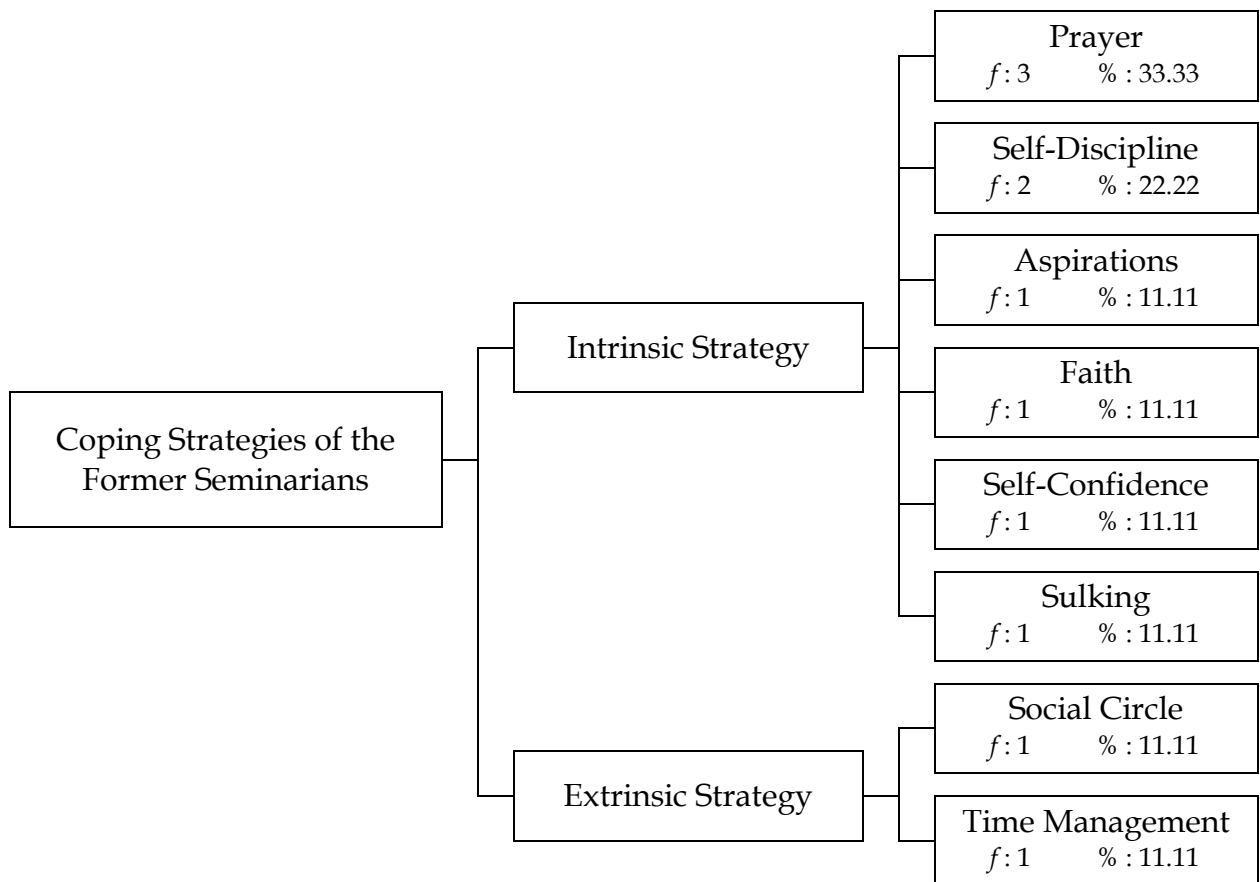 Coping Strategies of the
Former Seminarians
Intrinsic Strategy
Prayer
f: 3 % : 33.33
Self-Discipline
f: 2 % : 22.22
Aspirations
f: 1 % : 11.11
Faith
f: 1 % : 11.11
Self-Confidence
f: 1 % : 11.11
Sulking
f: 1 % : 11.11
Extrinsic Strategy
Social Circle
f: 1 % : 11.11
Time Management
f: 1 % : 11.11